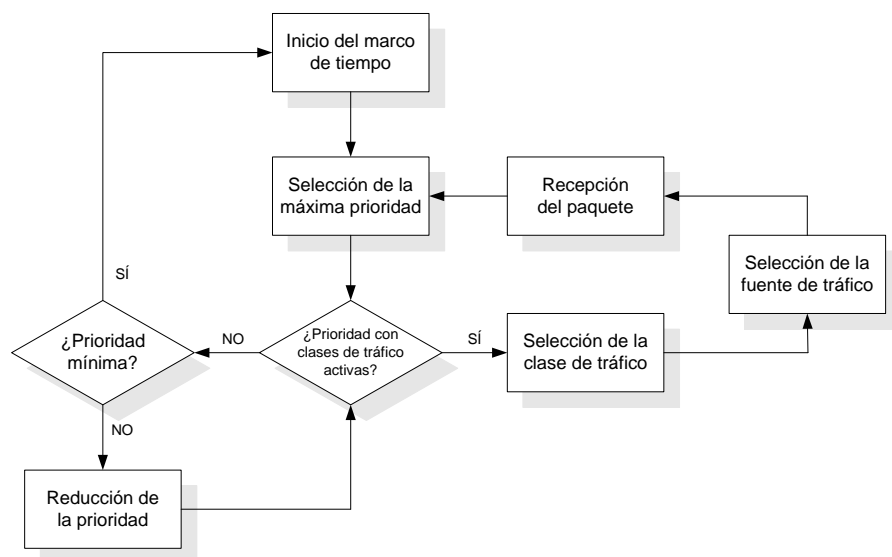 Inicio del marco
de tiempo
Selección de la
máxima prioridad
Recepción
del paquete
Selección de la
fuente de tráfico
SÍ
¿Prioridad
mínima?
NO
¿Prioridad con
clases de tráfico
activas?
SÍ
Selección de la
clase de tráfico
NO
Reducción de
la prioridad